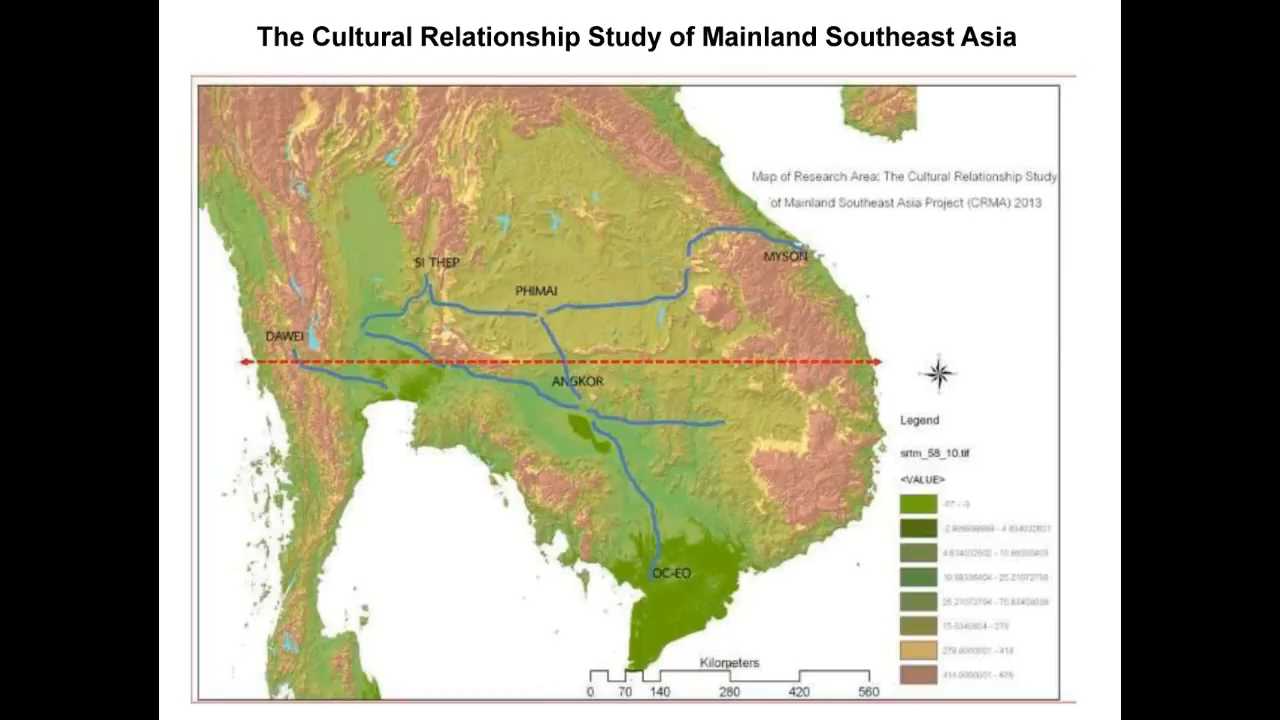 The Cultural Relationship Study of Mainland Southeast Asia
Map of Research Area: The Cultural Relationship Study
of Mainland Southeast Asia Project (CRMA) 2013
SI THEP
MYSON
PHIMAI
DAWEI
ANGKOR
OC-EO
Legend
srtm_58_10.tif
<VALUE>
Kilometers
0 70 140 280 420 560